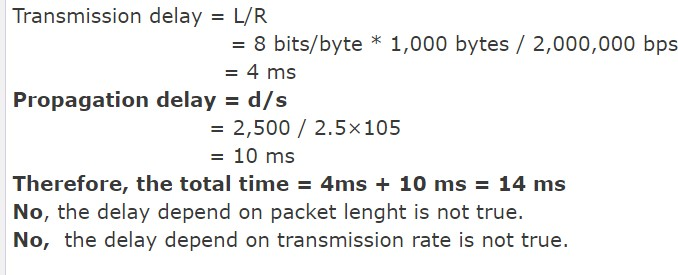 Transmission delay = L/R
= 8 bits/byte * 1,000 bytes / 2,000,000 bps
= 4 ms
Propagation delay = d/s
= 2,500 / 2.5×105
= 10 ms
Therefore, the total time = 4ms + 10 ms = 14 ms
No, the delay depend on packet lenght is not true.
No, the delay depend on transmission rate is not true.